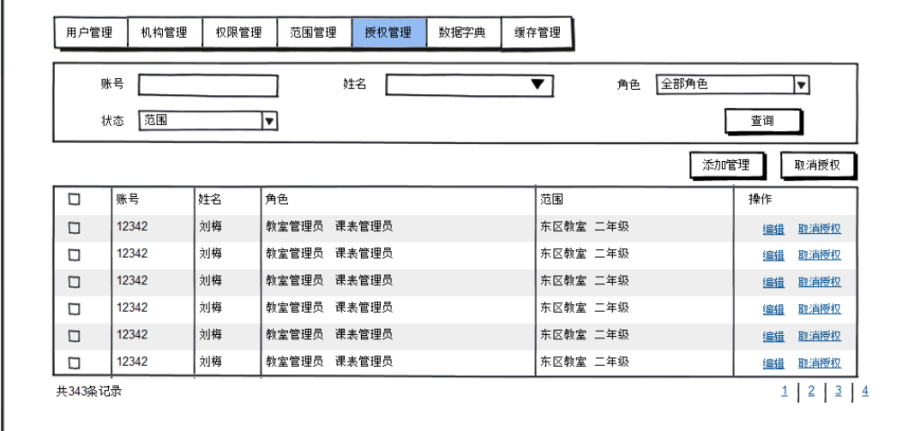 用户管理 机构管理 权限管理 范围管理 授权管理 数据字典 缓存管理
账号 姓名 角色 全部角色
状态 范围 查询
添加管理 取消授权
账号 姓名 角色 范围 操作
12342 刘梅 教室管理员 课表管理员 东区教室 二年级 编辑 取消授权
12342 刘梅 教室管理员 课表管理员 东区教室 二年级 编辑 取消授权
12342 刘梅 教室管理员 课表管理员 东区教室 二年级 编辑 取消授权
12342 刘梅 教室管理员 课表管理员 东区教室 二年级 编辑 取消授权
12342 刘梅 教室管理员 课表管理员 东区教室 二年级 编辑 取消授权
12342 刘梅 教室管理员 课表管理员 东区教室 二年级 编辑 取消授权
共343条记录 1 | 2 | 3 | 4